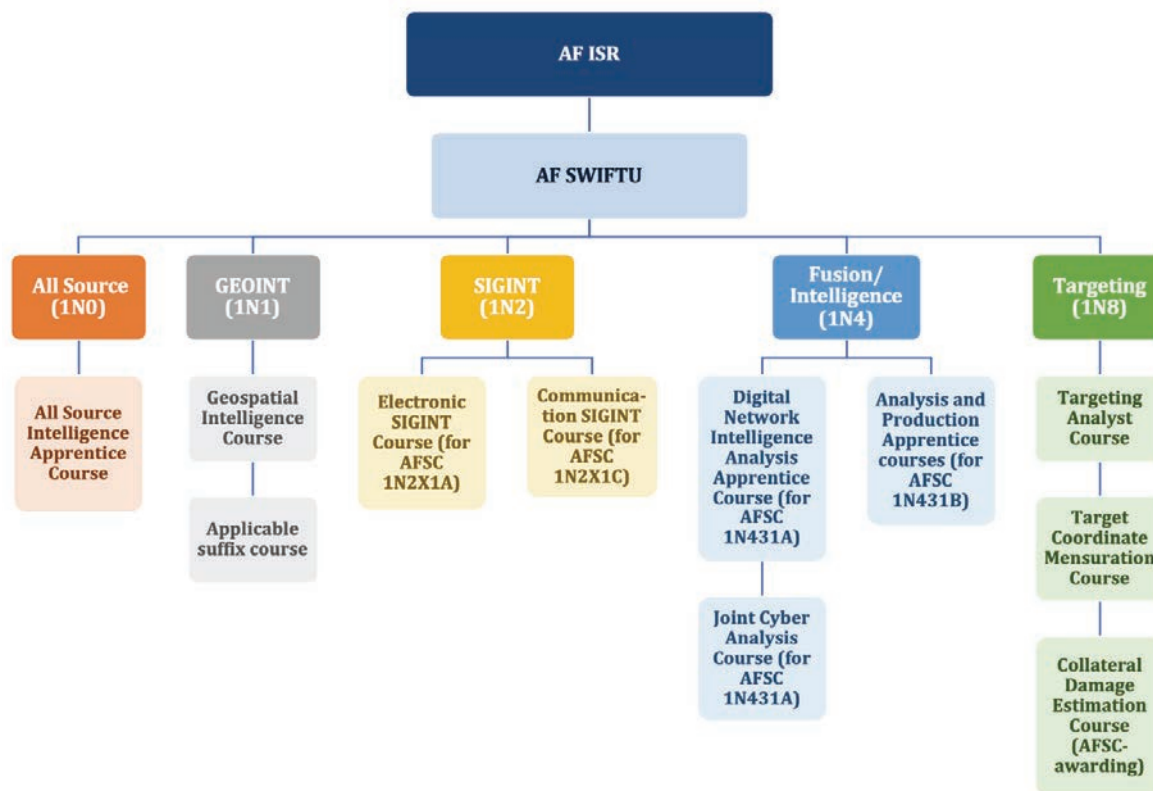 AF ISR
AF SWIFTU
All Source
(1N0)
All Source
Intelligence
Apprentice
Course
GEOINT
(1N1)
Geospatial
Intelligence
Course
Applicable
suffix course
SIGINT
(1N2)
Electronic
SIGINT
Course (for
AFSC
1N2X1A)
Communica-
tion SIGINT
Course (for
AFSC
1N2X1C)
Fusion/
Intelligence
(1N4)
Digital
Network
Intelligence
Analysis
Apprentice
Course (for
AFSC
1N431A)
Joint Cyber
Analysis
Course (for
AFSC
1N431A)
Analysis and
Production
Apprentice
courses (for
AFSC
1N431B)
Targeting
(1N8)
Targeting
Analyst
Course
Target
Coordinate
Mensuration
Course
Collateral
Damage
Estimation
Course
(AFSC-
awarding)